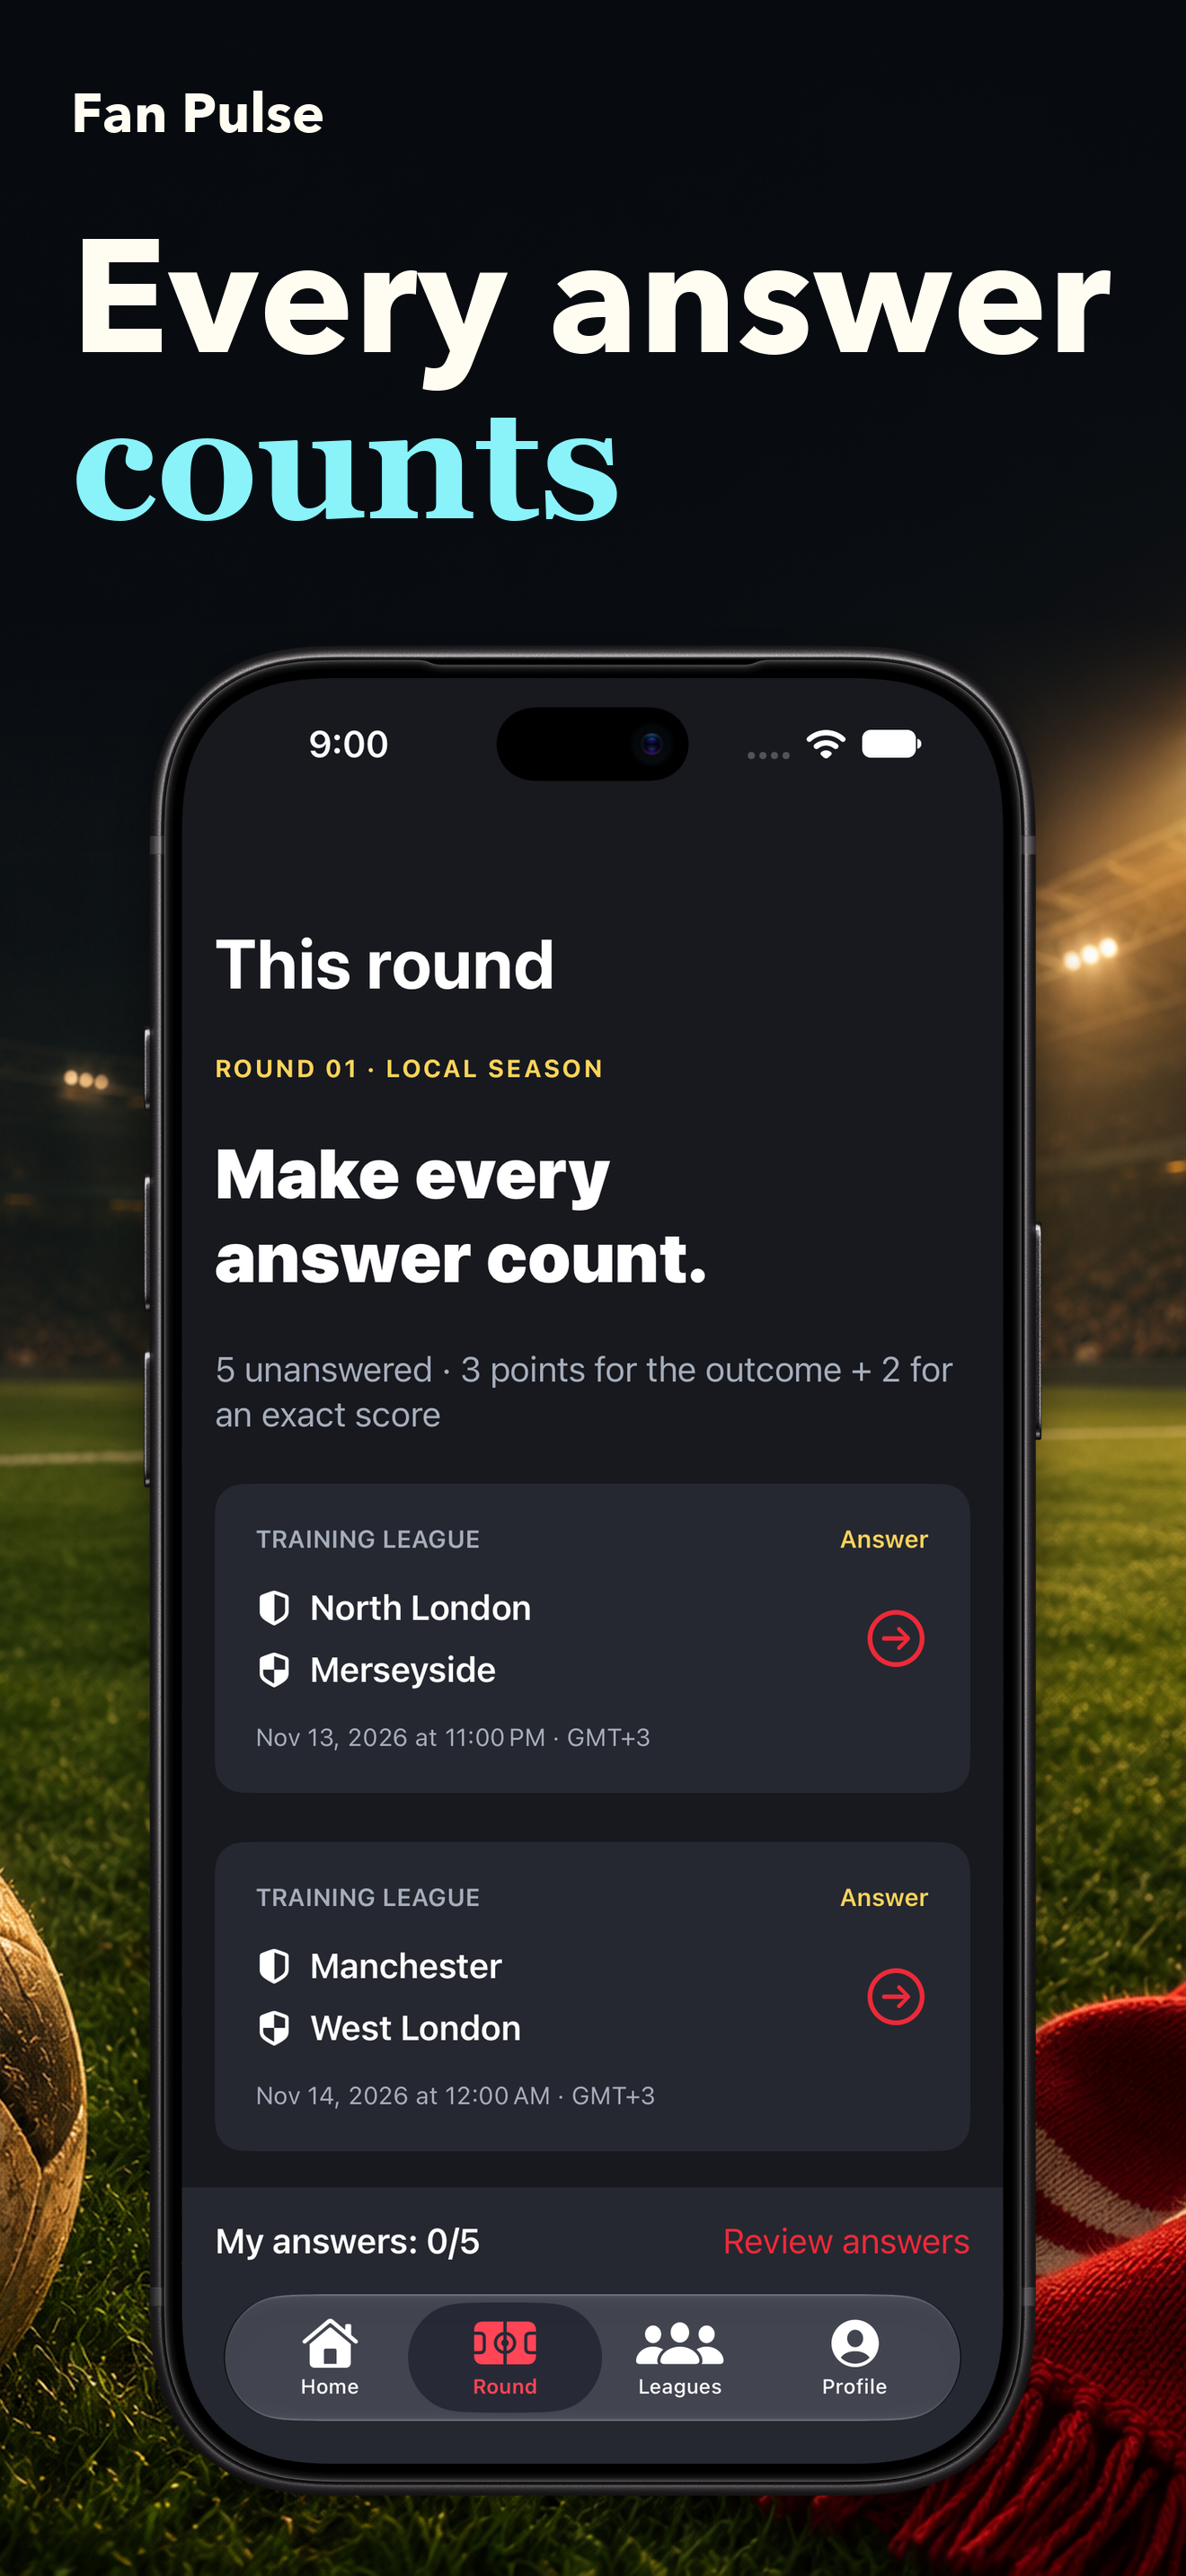 Fan Pulse
Every answer
counts
9:00
This round
ROUND 01 · LOCAL SEASON
Make every
answer count.
5 unanswered · 3 points for the outcome + 2 for
an exact score
TRAINING LEAGUE
Answer
North London
Merseyside
Nov 13, 2026 at 11:00 PM · GMT+3
TRAINING LEAGUE
Answer
Manchester
West London
Nov 14, 2026 at 12:00 AM · GMT+3
My answers: 0/5
Review answers
Home
Round
Leagues
Profile